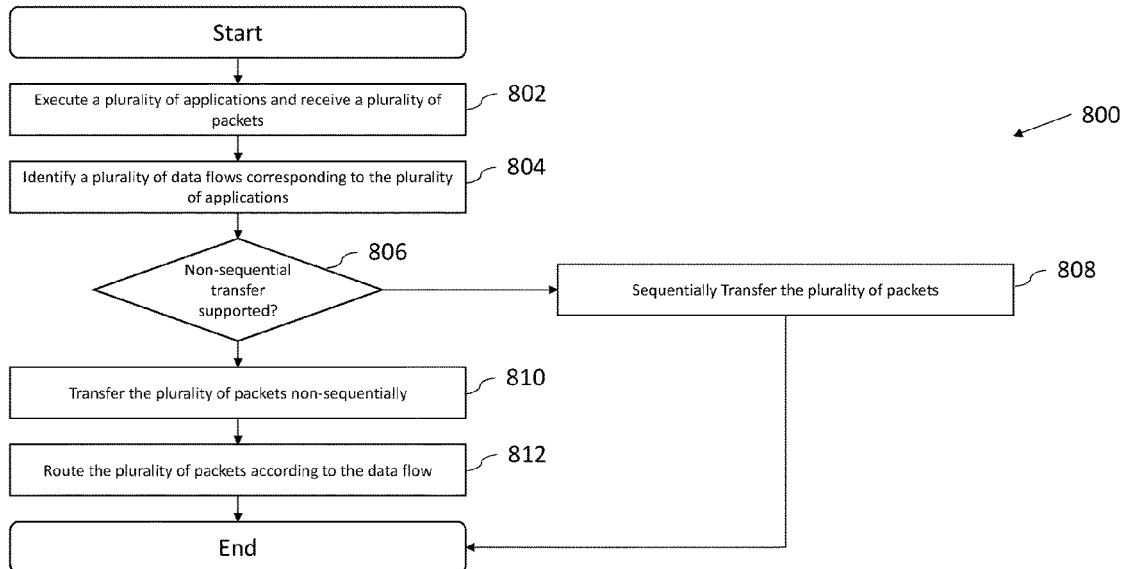 Start
Execute a plurality of applications and receive a plurality of
packets
802
800
Identify a plurality of data flows corresponding to the plurality
of applications
804
Non-sequential
transfer
supported?
806
Sequentially Transfer the plurality of packets
808
Transfer the plurality of packets non-sequentially
810
Route the plurality of packets according to the data flow
812
End